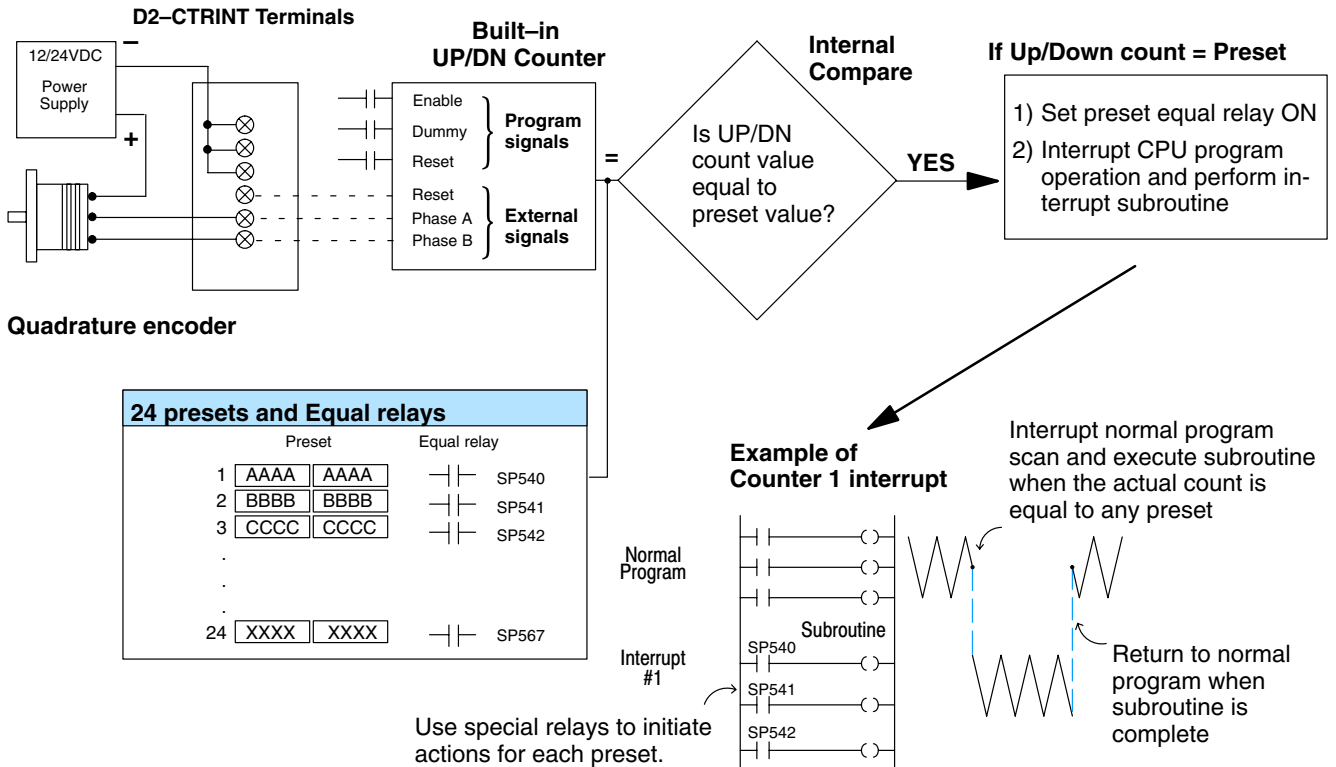 D2–CTRINT Terminals
12/24VDC
Power
Supply
–
+
Quadrature encoder
Built–in
UP/DN Counter
Enable
Dummy
Reset
Program
signals
Reset
Phase A
Phase B
External
signals
=
Internal
Compare
Is UP/DN
count value
equal to
preset value?
YES
If Up/Down count = Preset
1) Set preset equal relay ON
2) Interrupt CPU program
operation and perform in-
terrupt subroutine
24 presets and Equal relays
Preset Equal relay
1 AAAA AAAA SP540
2 BBBB BBBB SP541
3 CCCC CCCC SP542
.
.
.
24 XXXX XXXX SP567
Example of
Counter 1 interrupt
Normal
Program
Subroutine
Interrupt
#1
SP540
SP541
SP542
Use special relays to initiate
actions for each preset.
Interrupt normal program
scan and execute subroutine
when the actual count is
equal to any preset
Return to normal
program when
subroutine is
complete